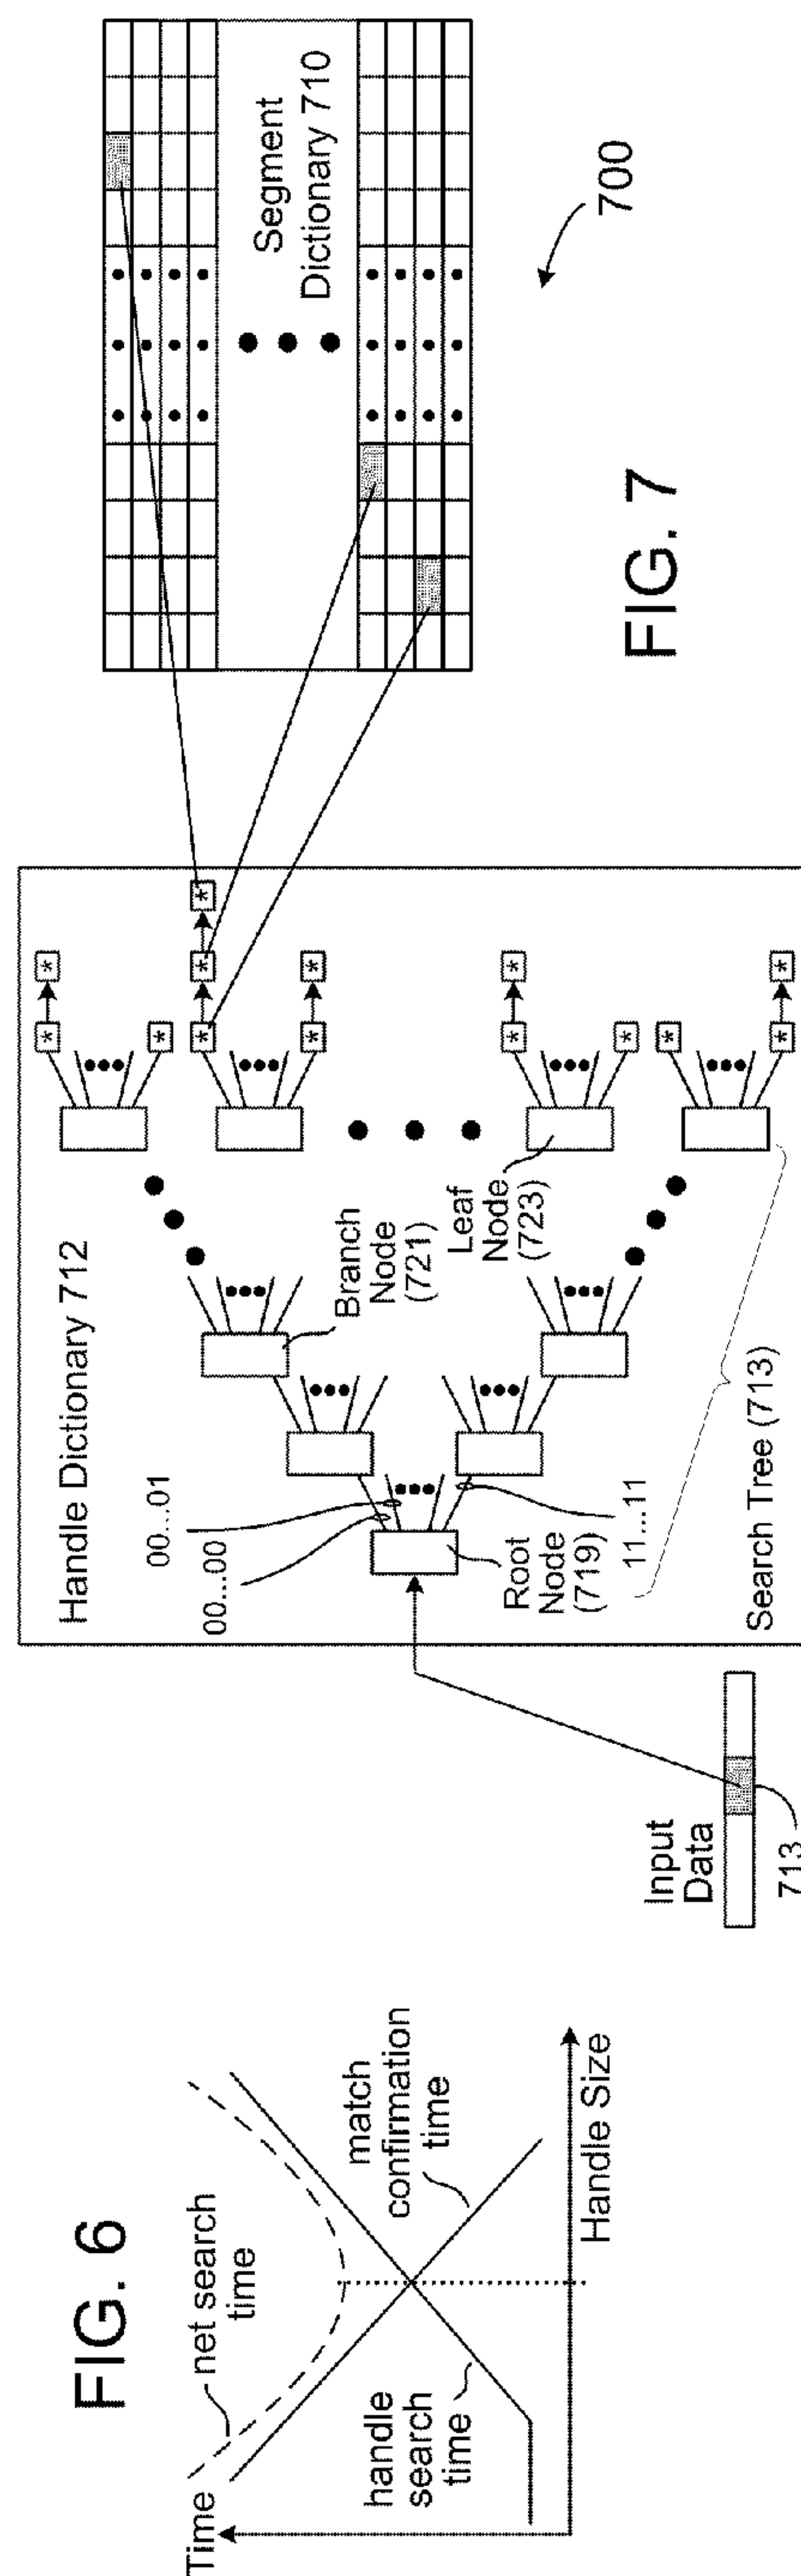 FIG. 6
Time
net search
time
match
confirmation
time
handle
search
time
Handle Size
Handle Dictionary 712
00...01
00...00
11...11
Root
Node
(719)
Branch
Node
(721)
Leaf
Node
(723)
*
*
*
*
*
*
*
*
*
*
*
*
*
*
Search Tree (713)
Input
Data
713
Segment
Dictionary 710
700
FIG. 7